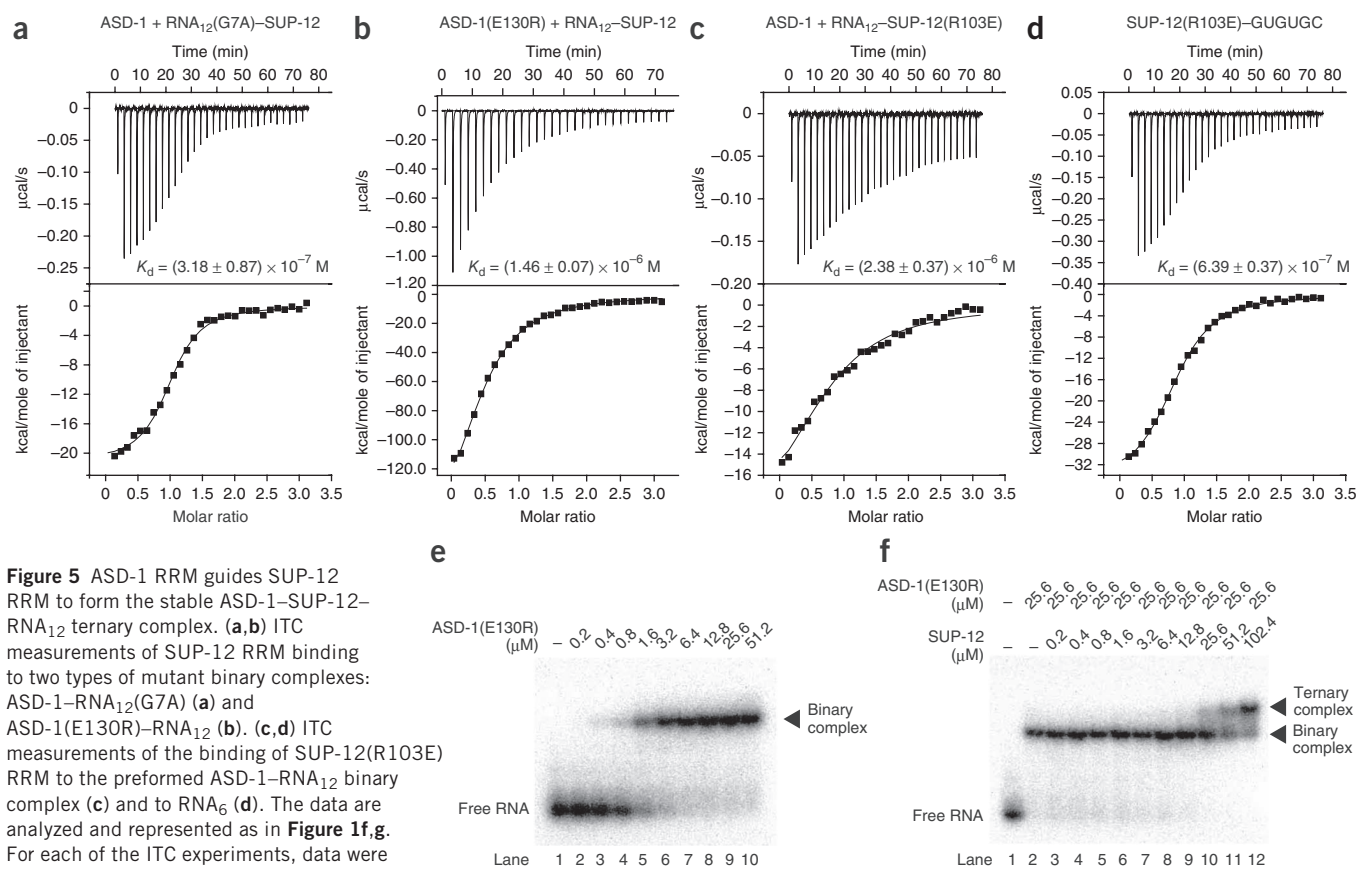 a
ASD-1 + RNA12(G7A)–SUP-12
Time (min)
0 10 20 30 40 50 60 70 80
0
–0.05
–0.10
–0.15
–0.20
–0.25
µcal/s
Kd = (3.18 ± 0.87) × 10–7 M
0
–4
–8
–12
–16
–20
kcal/mole of injectant
0 0.5 1.0 1.5 2.0 2.5 3.0 3.5
Molar ratio
b
ASD-1(E130R) + RNA12–SUP-12
Time (min)
0 10 20 30 40 50 60 70
0
–0.20
–0.40
–0.60
–0.80
–1.00
–1.20
µcal/s
Kd = (1.46 ± 0.07) × 10–6 M
0
–20.0
–40.0
–60.0
–80.0
–100.0
–120.0
kcal/mole of injectant
0 0.5 1.0 1.5 2.0 2.5 3.0
Molar ratio
c
ASD-1 + RNA12–SUP-12(R103E)
Time (min)
0 10 20 30 40 50 60 70 80
0
–0.05
–0.10
–0.15
–0.20
µcal/s
Kd = (2.38 ± 0.37) × 10–6 M
0
–2
–4
–6
–8
–10
–12
–14
–16
kcal/mole of injectant
0 0.5 1.0 1.5 2.0 2.5 3.0 3.5
Molar ratio
d
SUP-12(R103E)–GUGUGC
Time (min)
0 10 20 30 40 50 60 70 80
0.05
0
–0.05
–0.10
–0.15
–0.20
–0.25
–0.30
–0.35
–0.40
µcal/s
Kd = (6.39 ± 0.37) × 10–7 M
0
–4
–8
–12
–16
–20
–24
–28
–32
kcal/mole of injectant
0 0.5 1.0 1.5 2.0 2.5 3.0 3.5
Molar ratio
Figure 5 ASD-1 RRM guides SUP-12
RRM to form the stable ASD-1–SUP-12–
RNA12 ternary complex. (a,b) ITC
measurements of SUP-12 RRM binding
to two types of mutant binary complexes:
ASD-1–RNA12(G7A) (a) and
ASD-1(E130R)–RNA12 (b). (c,d) ITC
measurements of the binding of SUP-12(R103E)
RRM to the preformed ASD-1–RNA12 binary
complex (c) and to RNA6 (d). The data are
analyzed and represented as in Figure 1f,g.
For each of the ITC experiments, data were
e
ASD-1(E130R)
(µM)
– 0.2 0.4 0.8 1.6 3.2 6.4 12.8 25.6 51.2
Binary
complex
Free RNA
Lane 1 2 3 4 5 6 7 8 9 10
f
ASD-1(E130R)
(µM)
– 25.6 25.6 25.6 25.6 25.6 25.6 25.6 25.6 25.6 25.6 25.6
SUP-12
(µM)
– – 0.2 0.4 0.8 1.6 3.2 6.4 12.8 25.6 51.2 102.4
Ternary
complex
Binary
complex
Free RNA
Lane 1 2 3 4 5 6 7 8 9 10 11 12